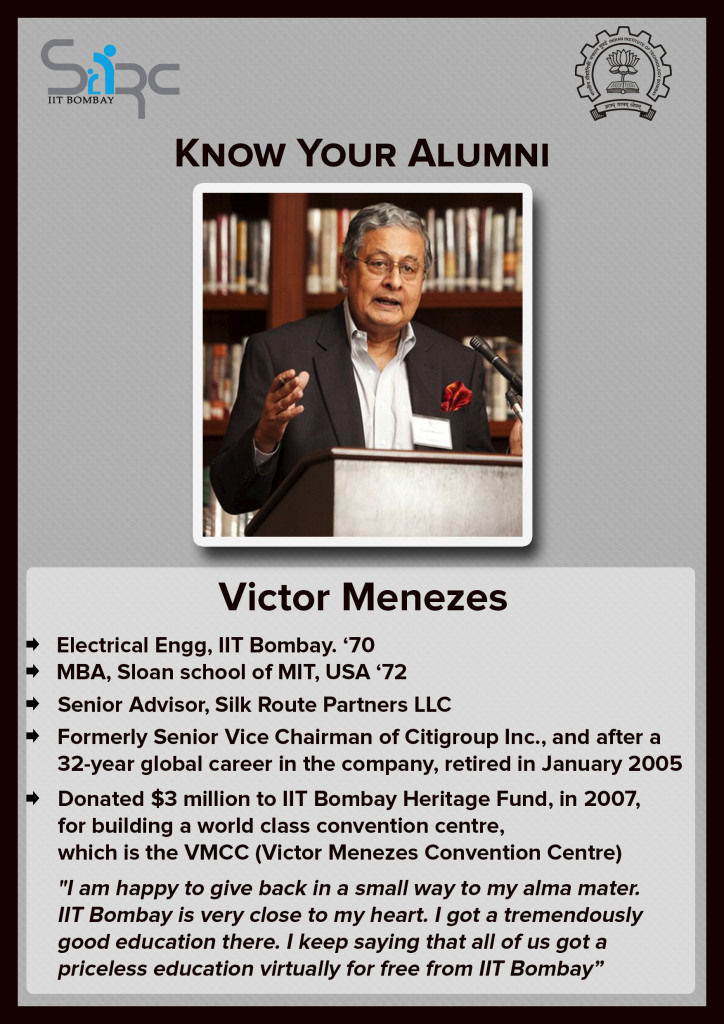 SARC
IIT BOMBAY
INDIAN INSTITUTE OF TECHNOLOGY BOMBAY
KNOW YOUR ALUMNI
Victor Menezes
Electrical Engg, IIT Bombay. ‘70
MBA, Sloan school of MIT, USA ‘72
Senior Advisor, Silk Route Partners LLC
Formerly Senior Vice Chairman of Citigroup Inc., and after a
32-year global career in the company, retired in January 2005
Donated $3 million to IIT Bombay Heritage Fund, in 2007,
for building a world class convention centre,
which is the VMCC (Victor Menezes Convention Centre)
"I am happy to give back in a small way to my alma mater.
IIT Bombay is very close to my heart. I got a tremendously
good education there. I keep saying that all of us got a
priceless education virtually for free from IIT Bombay”